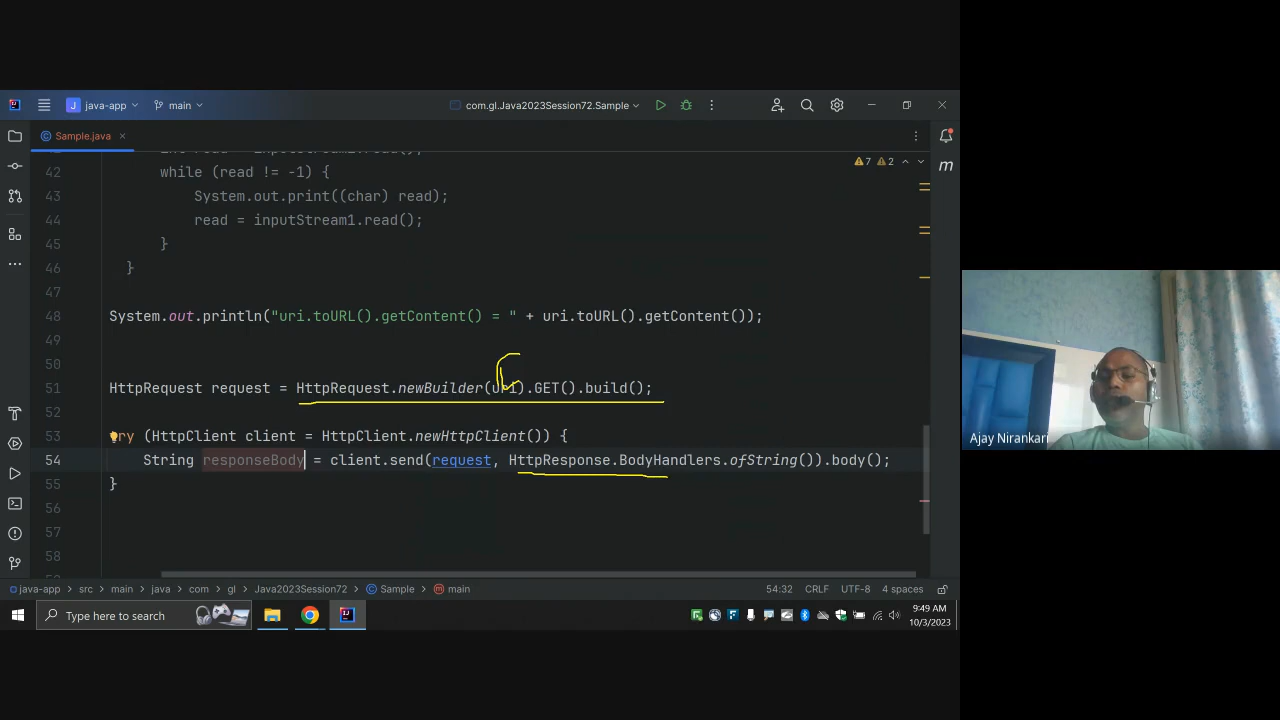 java-app
main
com.gl.Java2023Session72.Sample
Sample.java
7 2
42 while (read != -1) {
43 System.out.print((char) read);
44 read = inputStream1.read();
45 }
46 }
47
48 System.out.println("uri.toURL().getContent() = " + uri.toURL().getContent());
49
50
51 HttpRequest request = HttpRequest.newBuilder(uri).GET().build();
52
53 ry (HttpClient client = HttpClient.newHttpClient()) {
54 String responseBody = client.send(request, HttpResponse.BodyHandlers.ofString()).body();
55 }
56
57
58
Ajay Nirankari
java-app > src > main > java > com > gl > Java2023Session72 > Sample > main
54:32 CRLF UTF-8 4 spaces
Type here to search
9:49 AM
10/3/2023